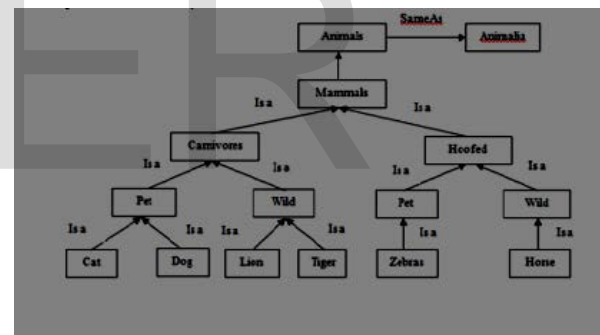 SameAs
Animals Animalia
Mammals
Is a Is a
Carnivores Hoofed
Is a Is a Is a Is a
Pet Wild Pet Wild
Is a Is a Is a Is a Is a Is a
Cat Dog Lion Tiger Zebras Horse
ER